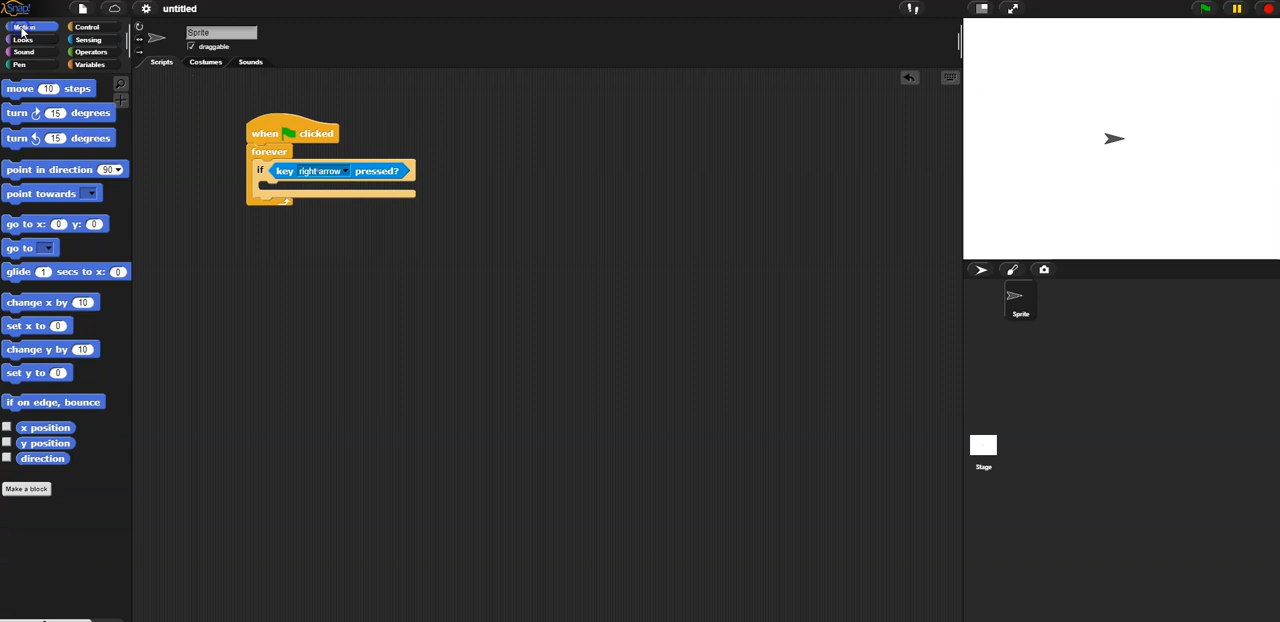 Snap!
untitled
Motion
Control
Looks
Sensing
Sound
Operators
Pen
Variables
Sprite
draggable
Scripts
Costumes
Sounds
move 10 steps
turn 15 degrees
turn 15 degrees
point in direction 90
point towards
go to x: 0 y: 0
go to
glide 1 secs to x: 0
change x by 10
set x to 0
change y by 10
set y to 0
if on edge, bounce
x position
y position
direction
Make a block
when clicked
forever
if key right arrow pressed?
Sprite
Stage